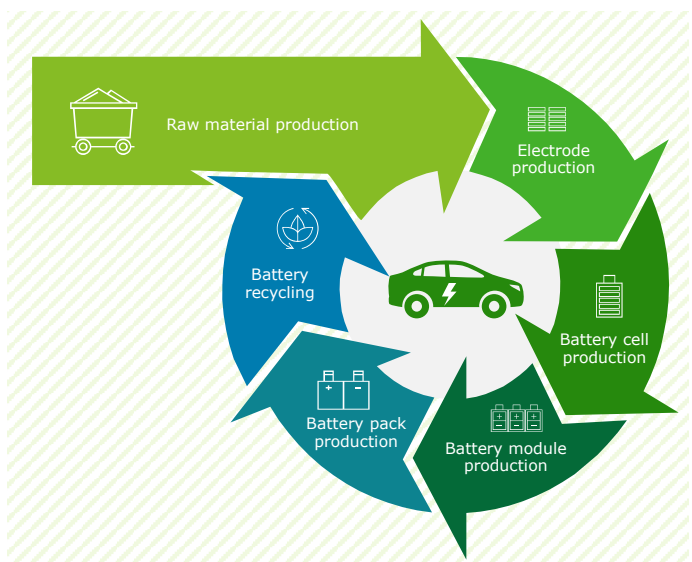 Raw material production
Electrode
production
Battery cell
production
Battery module
production
Battery pack
production
Battery
recycling